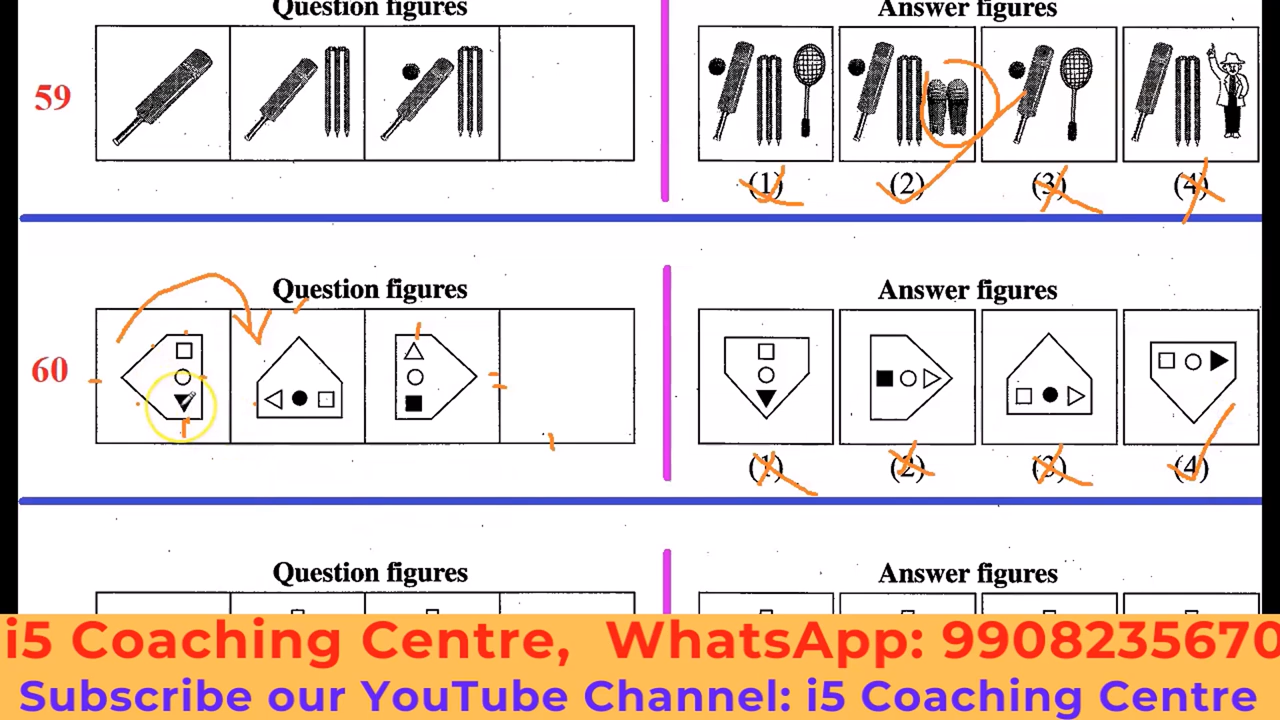 Question figures
Answer figures
59
(1)
(2)
(3)
(4)
Question figures
Answer figures
60
(1)
(2)
(3)
(4)
Question figures
Answer figures
i5 Coaching Centre, WhatsApp: 9908235670
Subscribe our YouTube Channel: i5 Coaching Centre